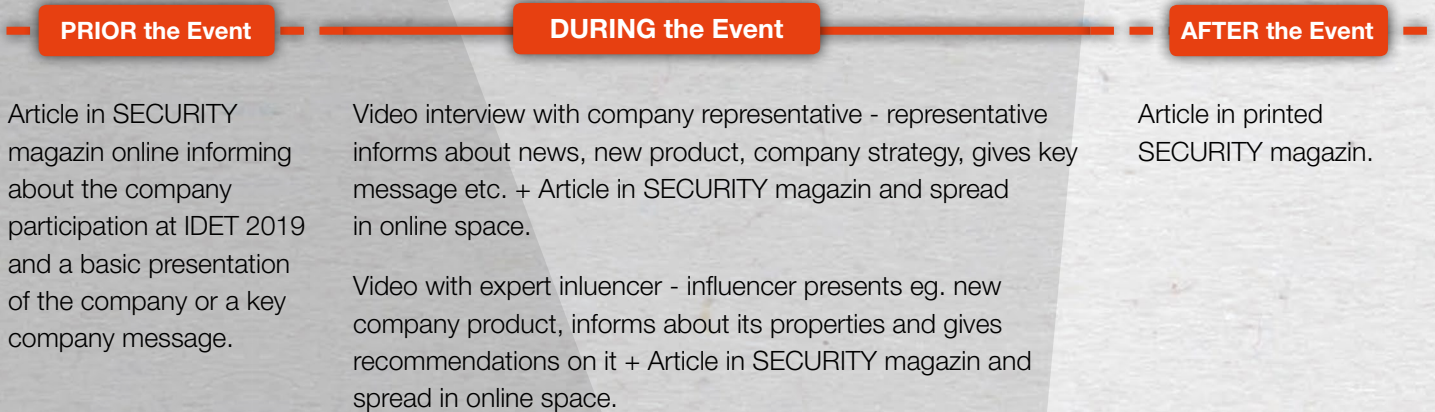 PRIOR the Event
DURING the Event
AFTER the Event
Article in SECURITY
magazin online informing
about the company
participation at IDET 2019
and a basic presentation
of the company or a key
company message.
Video interview with company representative - representative
informs about news, new product, company strategy, gives key
message etc. + Article in SECURITY magazin and spread
in online space.
Video with expert inluencer - influencer presents eg. new
company product, informs about its properties and gives
recommendations on it + Article in SECURITY magazin and
spread in online space.
Article in printed
SECURITY magazin.